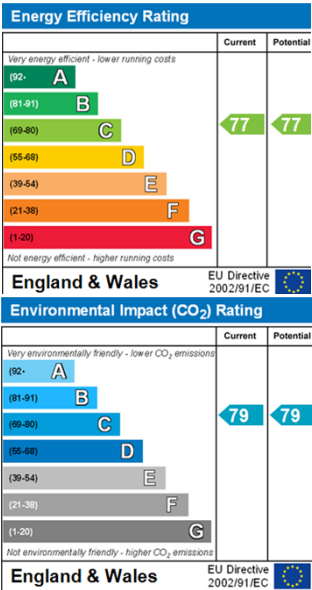 Energy Efficiency Rating
Current Potential
Very energy efficient - lower running costs
(92- A
(81-91) B
(69-80) C 77 77
(55-68) D
(39-54) E
(21-38) F
(1-20) G
Not energy efficient - higher running costs
England & Wales EU Directive
2002/91/EC
Environmental Impact (CO2) Rating
Current Potential
Very environmentally friendly - lower CO2 emissions
(92- A
(81-91) B
(69-80) C 79 79
(55-68) D
(39-54) E
(21-38) F
(1-20) G
Not environmentally friendly - higher CO2 emissions
England & Wales EU Directive
2002/91/EC